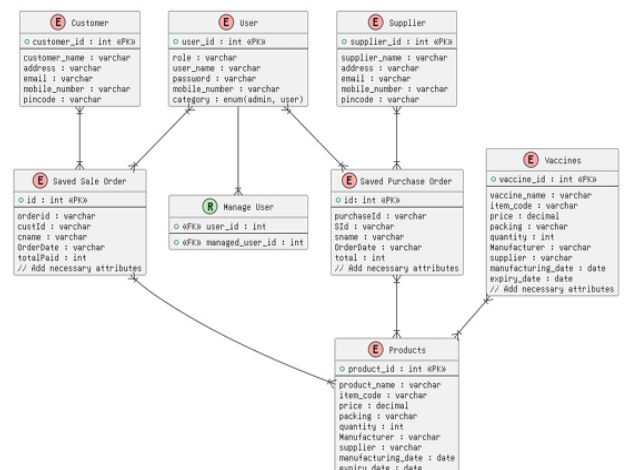 E Customer
customer_id : int «PK»
customer_name : varchar
address : varchar
email : varchar
mobile_number : varchar
pincode : varchar
E User
user_id : int «PK»
role : varchar
user_name : varchar
password : varchar
mobile_number : varchar
category : enum(admin, user)
E Supplier
supplier_id : int «PK»
supplier_name : varchar
address : varchar
email : varchar
mobile_number : varchar
pincode : varchar
E Saved Sale Order
id : int «PK»
orderid : varchar
custId : varchar
cname : varchar
OrderDate : varchar
totalPaid : int
// Add necessary attributes
R Manage User
«FK» user_id : int
«FK» managed_user_id : int
E Saved Purchase Order
id: int «PK»
purchaseId : varchar
SId : varchar
sname : varchar
OrderDate : varchar
total : int
// Add necessary attributes
E Vaccines
vaccine_id : int «PK»
vaccine_name : varchar
item_code : varchar
price : decimal
packing : varchar
quantity : int
Manufacturer : varchar
supplier : varchar
manufacturing_date : date
expiry_date : date
// Add necessary attributes
E Products
product_id : int «PK»
product_name : varchar
item_code : varchar
price : decimal
packing : varchar
quantity : int
Manufacturer : varchar
supplier : varchar
manufacturing_date : date
expiry_date : date